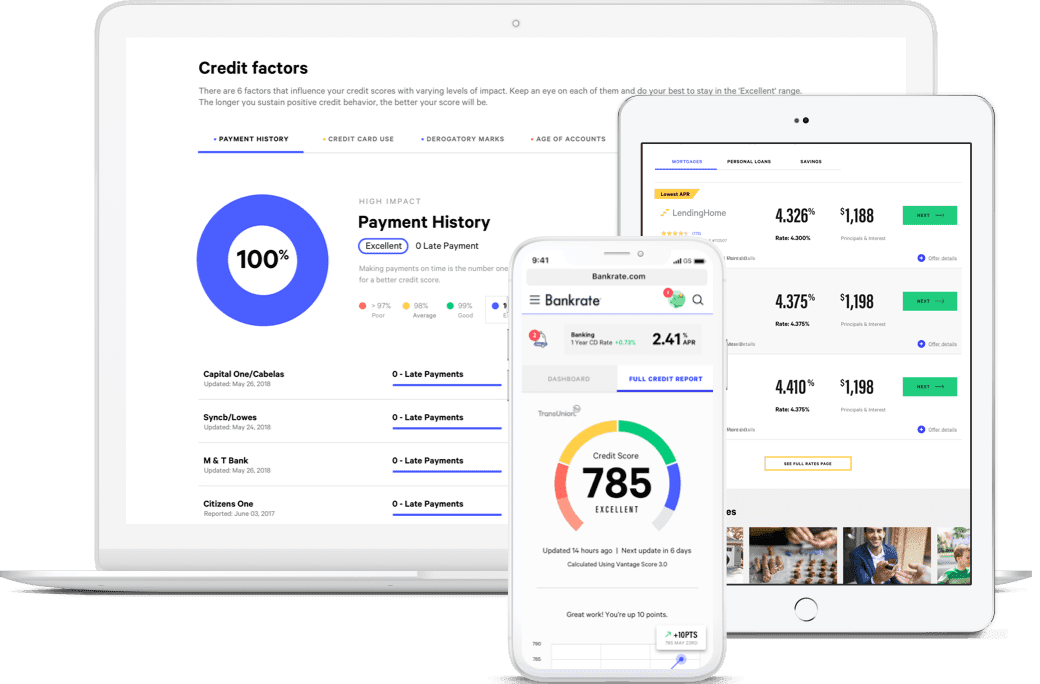 Credit factors
There are 6 factors that influence your credit scores with varying levels of impact. Keep an eye on each of them and do your best to stay in the 'Excellent' range.
The longer you sustain positive credit behavior, the better your score will be.
PAYMENT HISTORY
CREDIT CARD USE
DEROGATORY MARKS
AGE OF ACCOUNTS
100%
HIGH IMPACT
Payment History
Excellent
0 Late Payment
Making payments on time is the number one
for a better credit score.
> 97%
Poor
98%
Average
99%
Good
Capital One/Cabelas
Updated: May 26, 2018
0 - Late Payments
Syncb/Lowes
Updated: May 24, 2018
0 - Late Payments
M & T Bank
Updated: May 26, 2018
0 - Late Payments
Citizens One
Reported: June 03, 2017
0 - Late Payments
9:41
GS
Bankrate.com
3
Bankrate
2
Banking
1 Year CD Rate +0.73%
2.41% APR
DASHBOARD
FULL CREDIT REPORT
TransUnion
Credit Score
785
EXCELLENT
Updated 14 hours ago | Next update in 6 days
Calculated Using Vantage Score 3.0
Great work! You're up 10 points.
+10PTS
785 MAY 23RD
790
785
MORTGAGES
PERSONAL LOANS
SAVINGS
Lowest APR
LendingHome
4.326%
Rate: 4.300%
$1,188
Principals & Interest
NEXT
Offer details
4.375%
Rate: 4.375%
$1,198
Principals & Interest
NEXT
Offer details
4.410%
Rate: 4.375%
$1,198
Principals & Interest
NEXT
Offer details
SEE FULL RATES PAGE
es